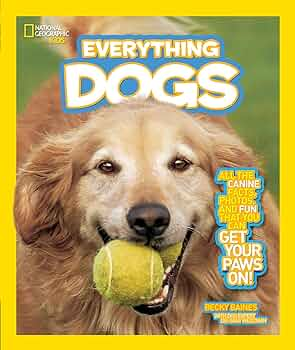 NATIONAL
GEOGRAPHIC
KIDS
EVERYTHING
DOGS
ALL THE
CANINE
FACTS,
PHOTOS,
AND FUN
THAT YOU
CAN
GET
YOUR
PAWS
ON!
BECKY BAINES